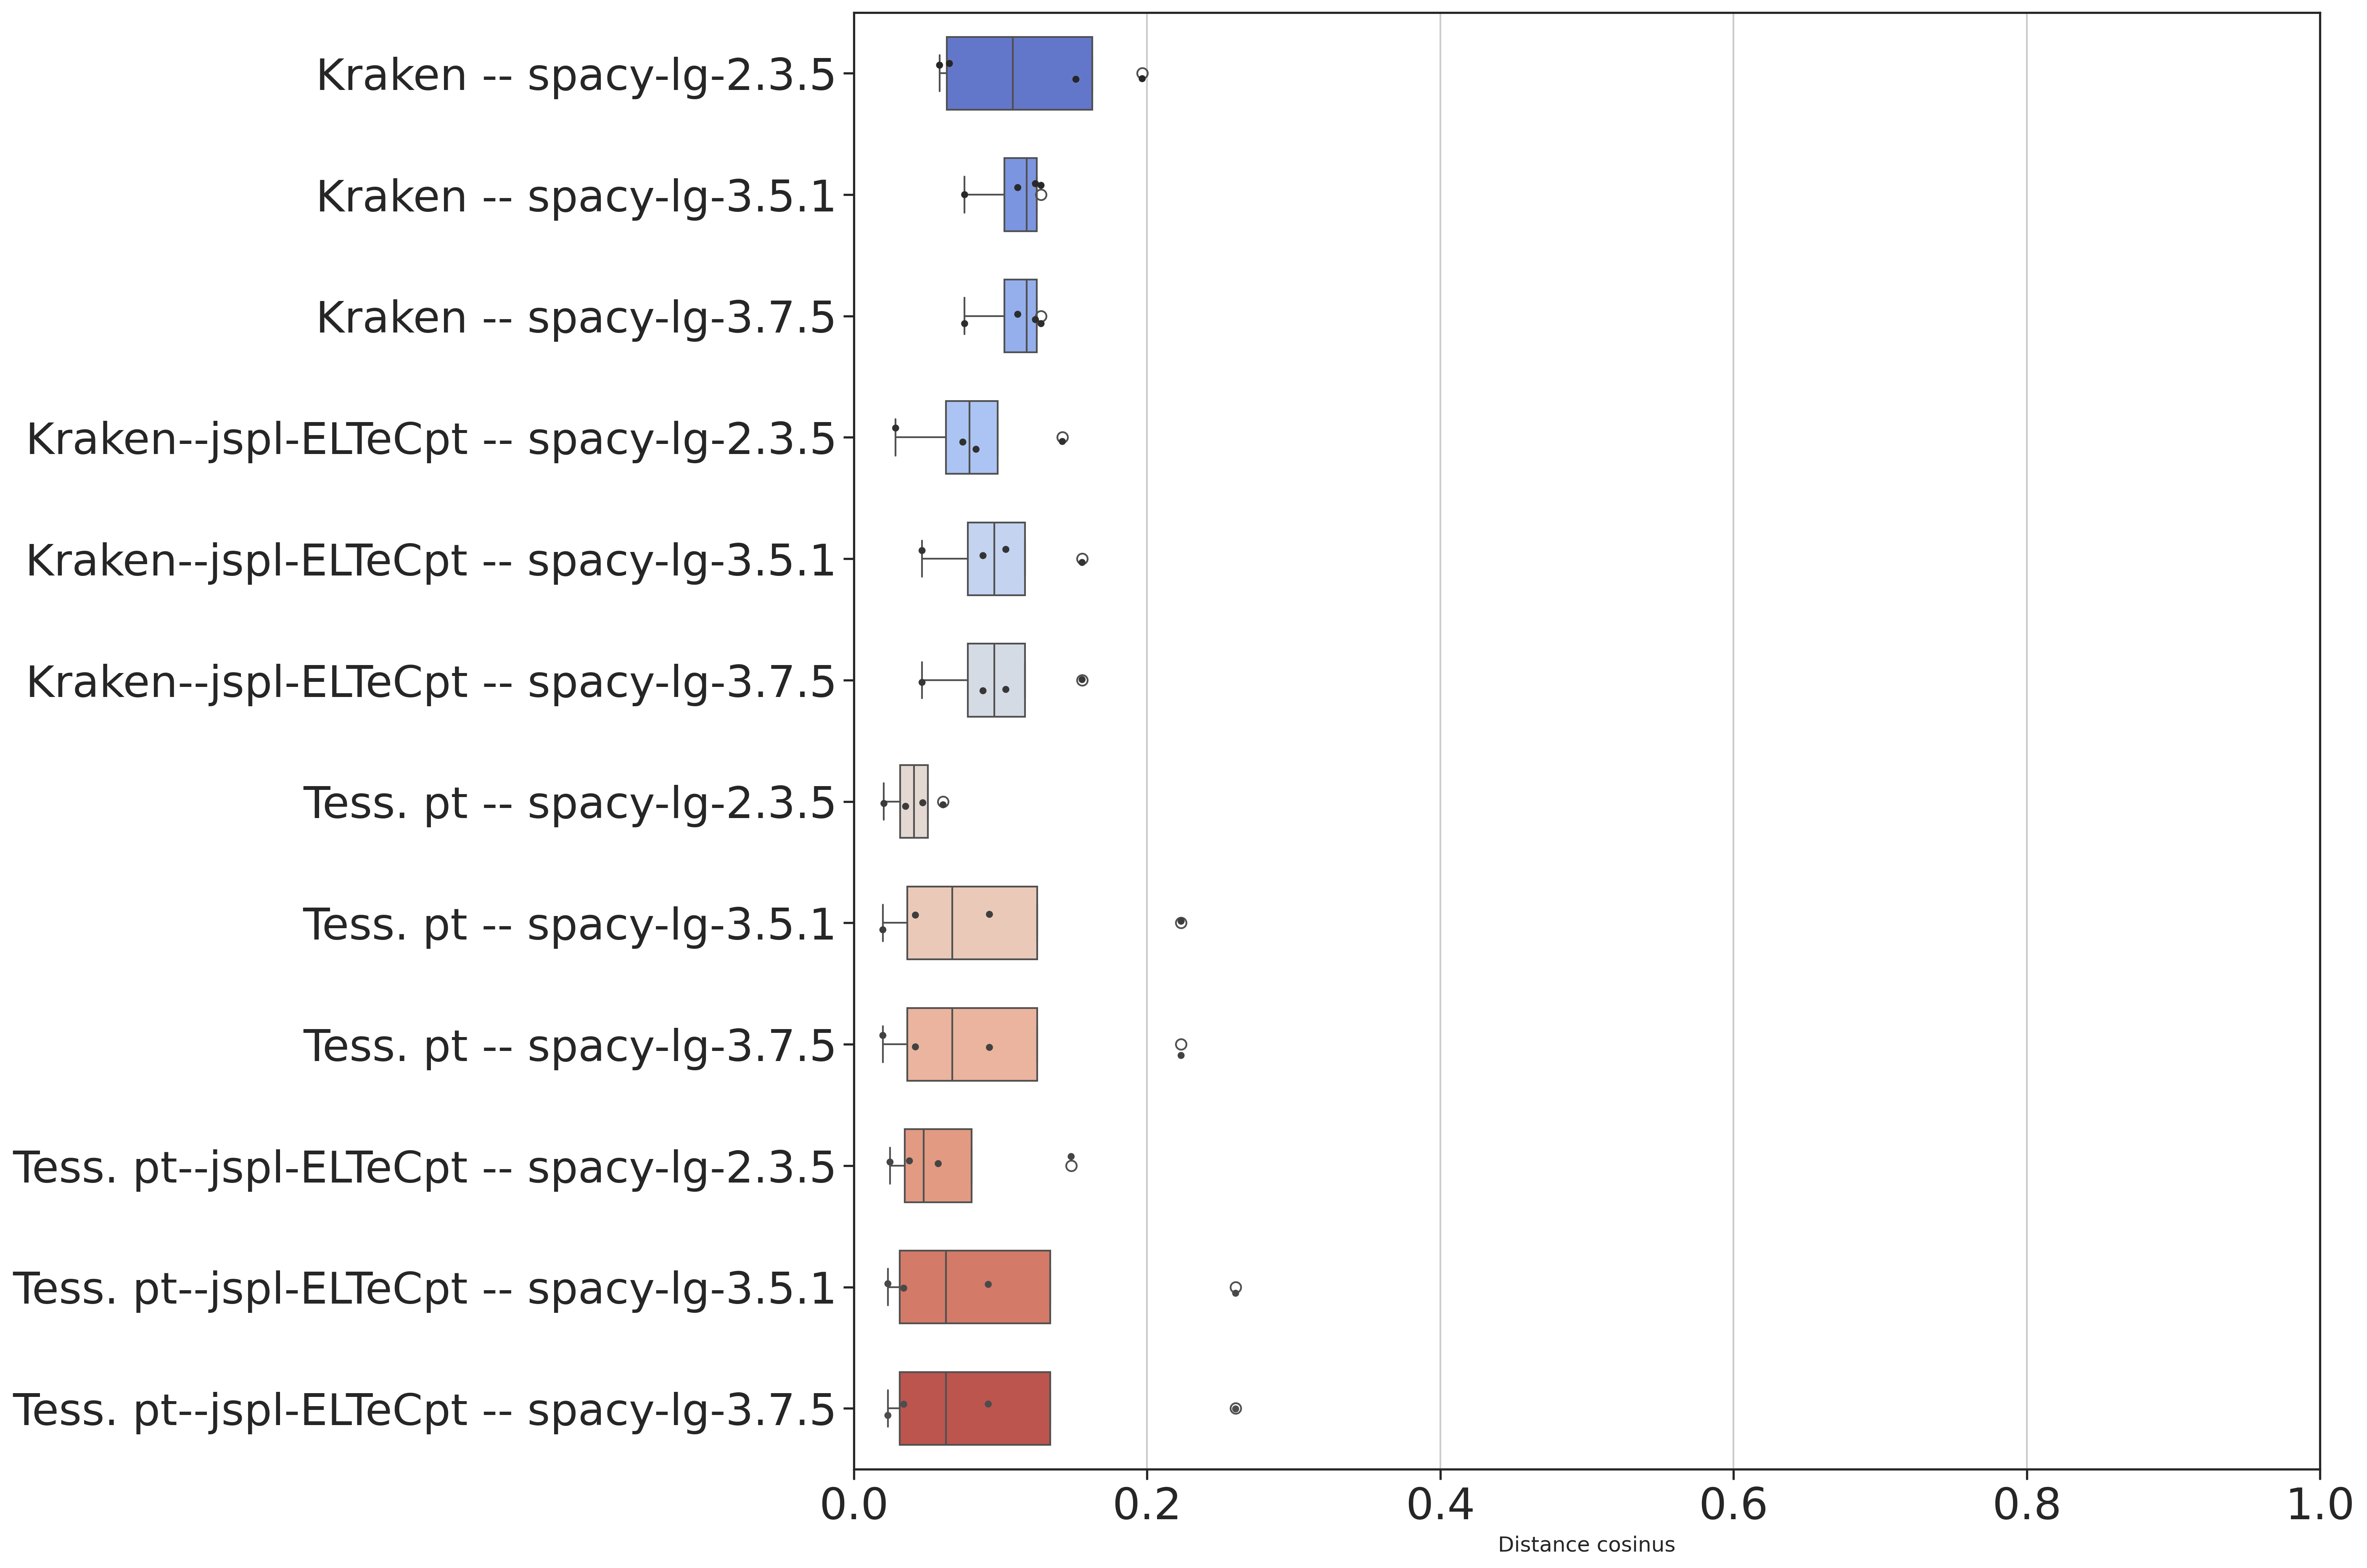 Kraken -- spacy-lg-2.3.5
Kraken -- spacy-lg-3.5.1
Kraken -- spacy-lg-3.7.5
Kraken--jspl-ELTeCpt -- spacy-lg-2.3.5
Kraken--jspl-ELTeCpt -- spacy-lg-3.5.1
Kraken--jspl-ELTeCpt -- spacy-lg-3.7.5
Tess. pt -- spacy-lg-2.3.5
Tess. pt -- spacy-lg-3.5.1
Tess. pt -- spacy-lg-3.7.5
Tess. pt--jspl-ELTeCpt -- spacy-lg-2.3.5
Tess. pt--jspl-ELTeCpt -- spacy-lg-3.5.1
Tess. pt--jspl-ELTeCpt -- spacy-lg-3.7.5
0.0 0.2 0.4 0.6 0.8 1.0
Distance cosinus